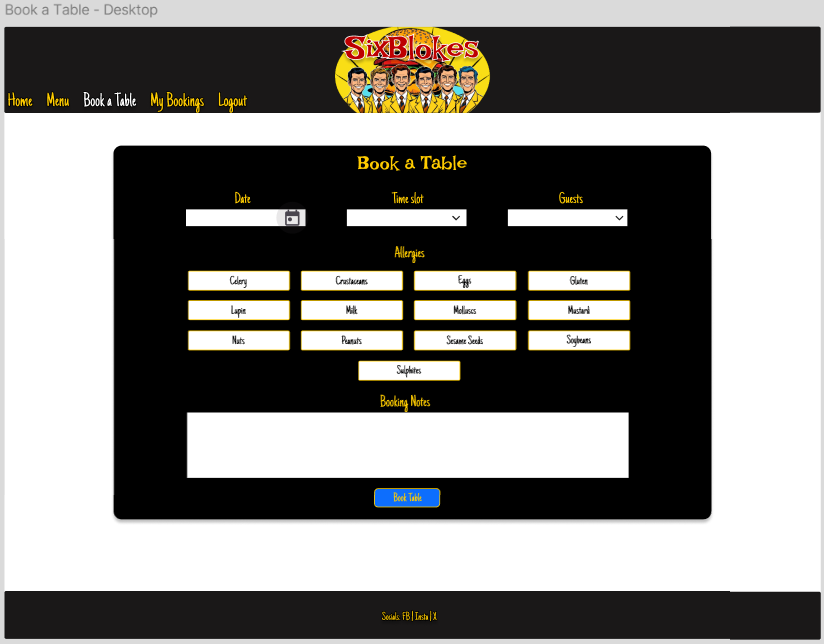 Book a Table - Desktop
SixBlokes
Home Menu Book a Table My Bookings Logout
Book a Table
Date Time slot Guests
Allergies
Celery Crustaceans Eggs Gluten
Lupin Milk Molluscs Mustard
Nuts Peanuts Sesame Seeds Soybeans
Sulphites
Booking Notes
Book Table
Socials: FB | Insta | X